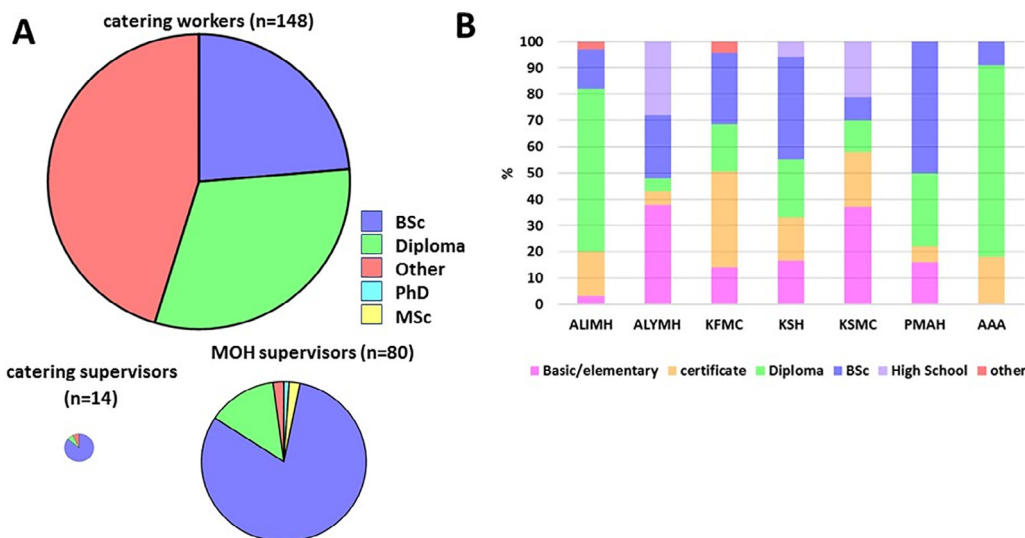 A
catering workers (n=148)
BSc
Diploma
Other
PhD
MSc
MOH supervisors (n=80)
catering supervisors
(n=14)
B
100
90
80
70
60
50
40
30
20
10
0
%
ALIMH ALYMH KFMC KSH KSMC PMAH AAA
Basic/elementary certificate Diploma BSc High School other